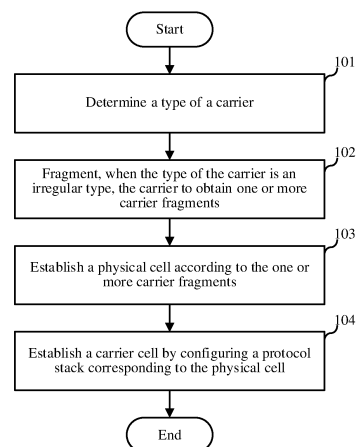 Start
101
Determine a type of a carrier
102
Fragment, when the type of the carrier is an
irregular type, the carrier to obtain one or more
carrier fragments
103
Establish a physical cell according to the one or
more carrier fragments
104
Establish a carrier cell by configuring a protocol
stack corresponding to the physical cell
End